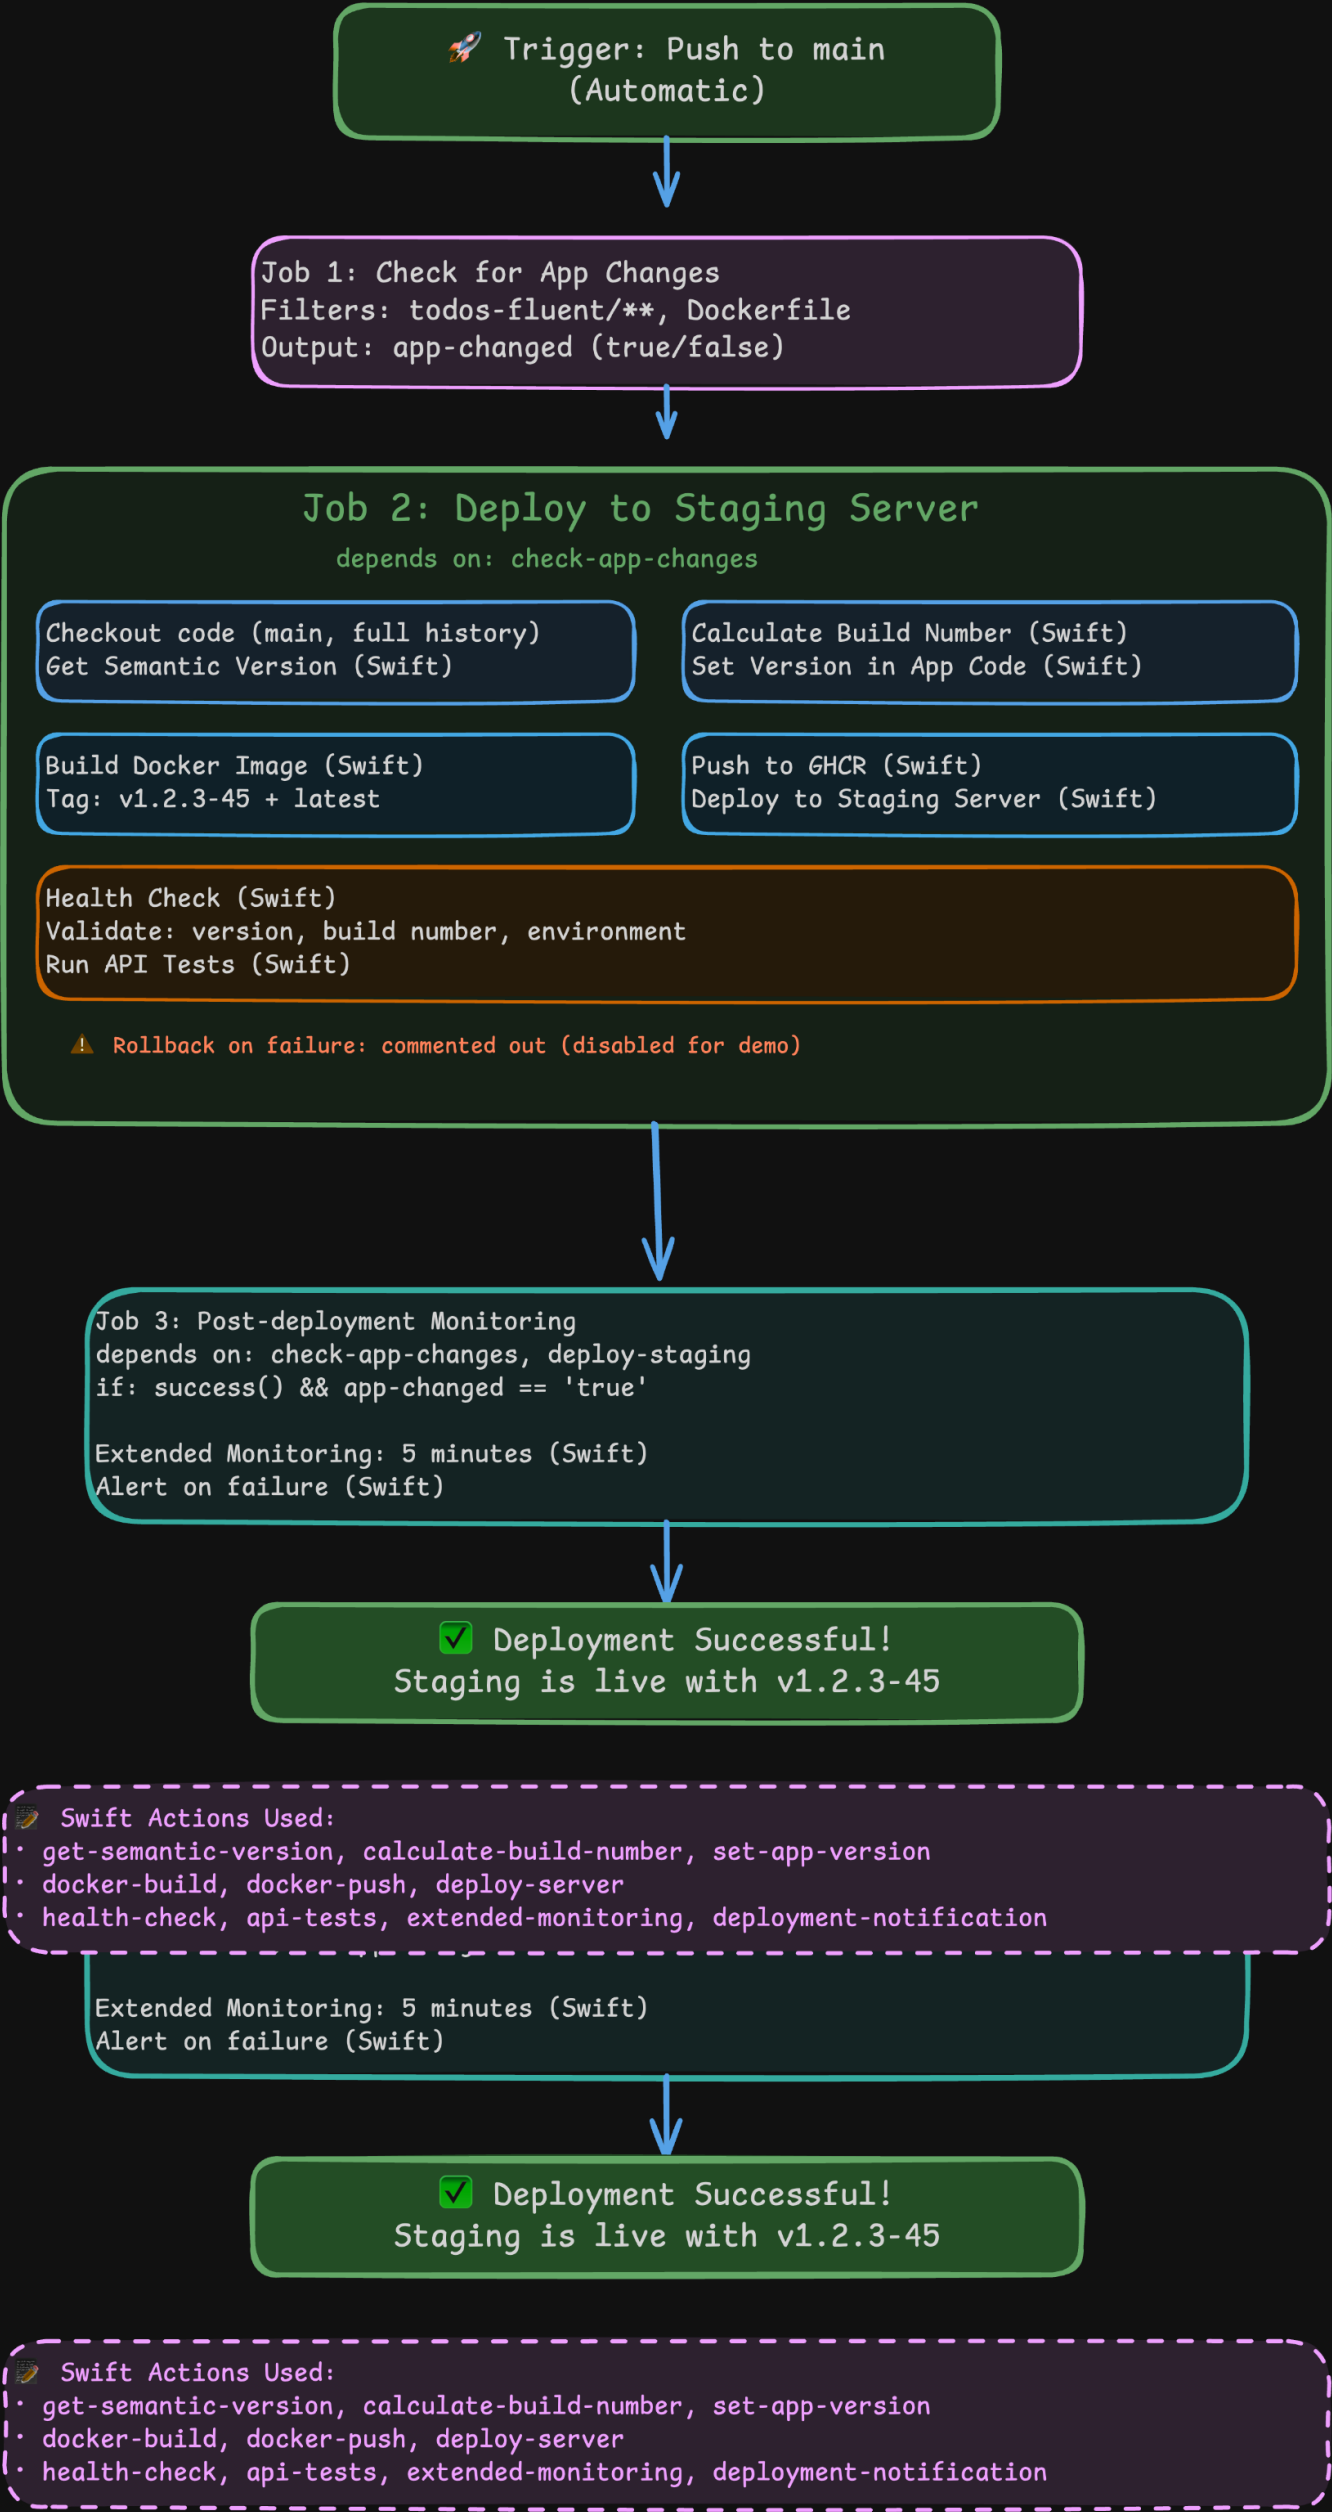 🚀 Trigger: Push to main
(Automatic)
Job 1: Check for App Changes
Filters: todos-fluent/**, Dockerfile
Output: app-changed (true/false)
Job 2: Deploy to Staging Server
depends on: check-app-changes
Checkout code (main, full history)
Get Semantic Version (Swift)
Calculate Build Number (Swift)
Set Version in App Code (Swift)
Build Docker Image (Swift)
Tag: v1.2.3-45 + latest
Push to GHCR (Swift)
Deploy to Staging Server (Swift)
Health Check (Swift)
Validate: version, build number, environment
Run API Tests (Swift)
⚠️ Rollback on failure: commented out (disabled for demo)
Job 3: Post-deployment Monitoring
depends on: check-app-changes, deploy-staging
if: success() && app-changed == 'true'
Extended Monitoring: 5 minutes (Swift)
Alert on failure (Swift)
✅ Deployment Successful!
Staging is live with v1.2.3-45
📝 Swift Actions Used:
• get-semantic-version, calculate-build-number, set-app-version
• docker-build, docker-push, deploy-server
• health-check, api-tests, extended-monitoring, deployment-notification
Extended Monitoring: 5 minutes (Swift)
Alert on failure (Swift)
✅ Deployment Successful!
Staging is live with v1.2.3-45
📝 Swift Actions Used:
• get-semantic-version, calculate-build-number, set-app-version
• docker-build, docker-push, deploy-server
• health-check, api-tests, extended-monitoring, deployment-notification